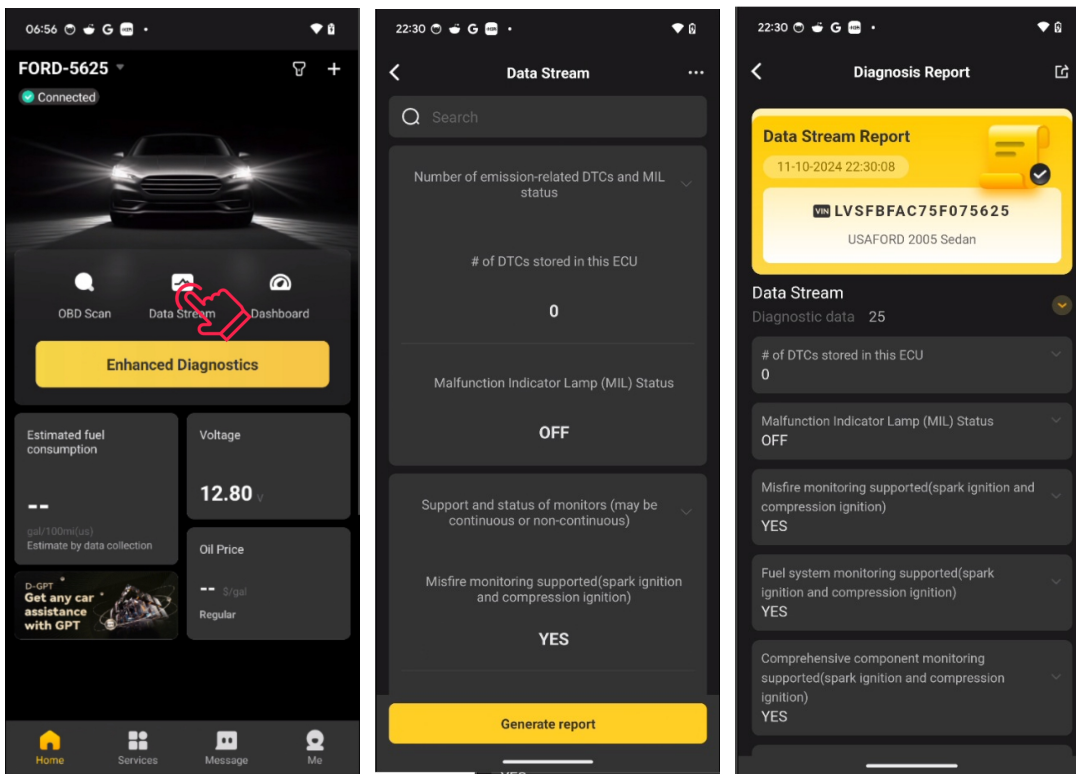 06:56 G
FORD-5625
Connected
OBD Scan
Data Stream
Dashboard
Enhanced Diagnostics
Estimated fuel
consumption
--
gal/100mi(us)
Estimate by data collection
Voltage
12.80 V
Oil Price
-- $/gal
Regular
D-GPT
Get any car
assistance
with GPT
Home
Services
Message
Me
22:30 G
Data Stream
Search
Number of emission-related DTCs and MIL
status
# of DTCs stored in this ECU
0
Malfunction Indicator Lamp (MIL) Status
OFF
Support and status of monitors (may be
continuous or non-continuous)
Misfire monitoring supported(spark ignition
and compression ignition)
YES
Generate report
22:30 G
Diagnosis Report
Data Stream Report
11-10-2024 22:30:08
VIN LVSFBFAC75F075625
USAFORD 2005 Sedan
Data Stream
Diagnostic data 25
# of DTCs stored in this ECU
0
Malfunction Indicator Lamp (MIL) Status
OFF
Misfire monitoring supported(spark ignition and
compression ignition)
YES
Fuel system monitoring supported(spark
ignition and compression ignition)
YES
Comprehensive component monitoring
supported(spark ignition and compression
ignition)
YES